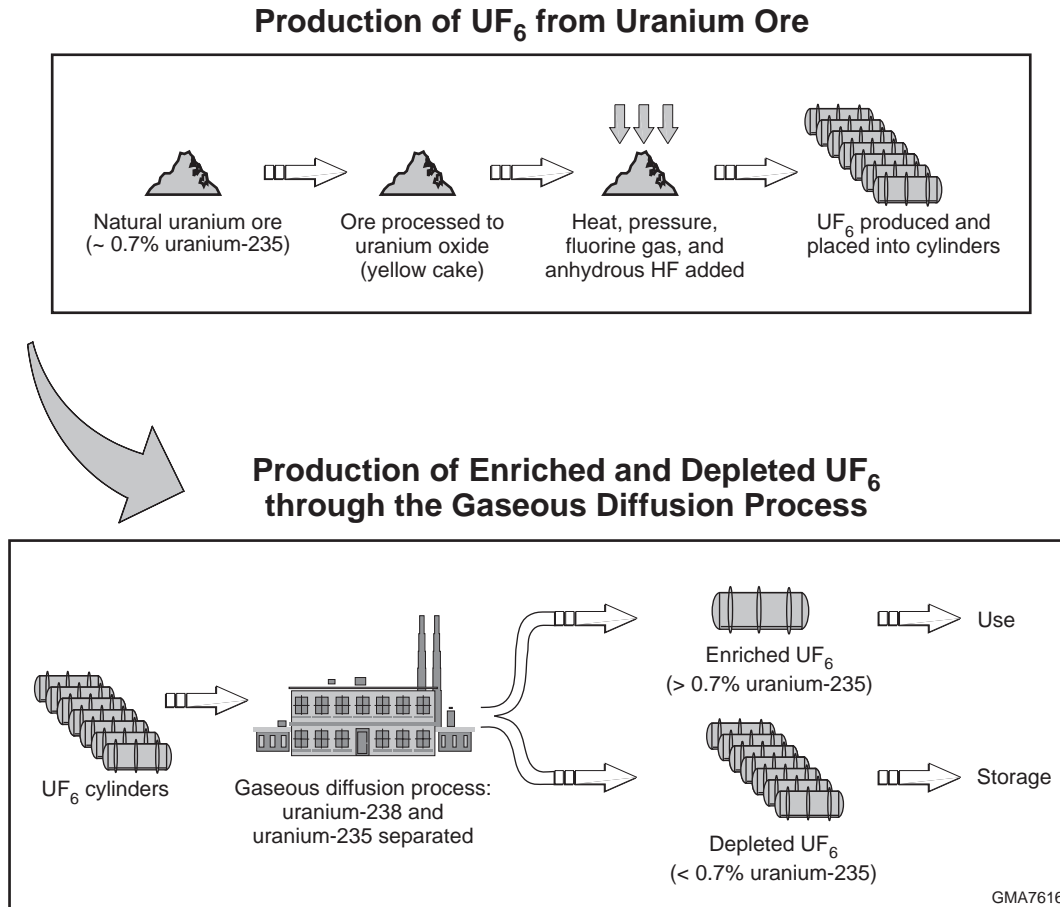 Production of UF6 from Uranium Ore
Natural uranium ore
(~ 0.7% uranium-235)
Ore processed to
uranium oxide
(yellow cake)
Heat, pressure,
fluorine gas, and
anhydrous HF added
UF6 produced and
placed into cylinders
Production of Enriched and Depleted UF6
through the Gaseous Diffusion Process
UF6 cylinders
Gaseous diffusion process:
uranium-238 and
uranium-235 separated
Enriched UF6
(> 0.7% uranium-235)
Use
Depleted UF6
(< 0.7% uranium-235)
Storage
GMA7616